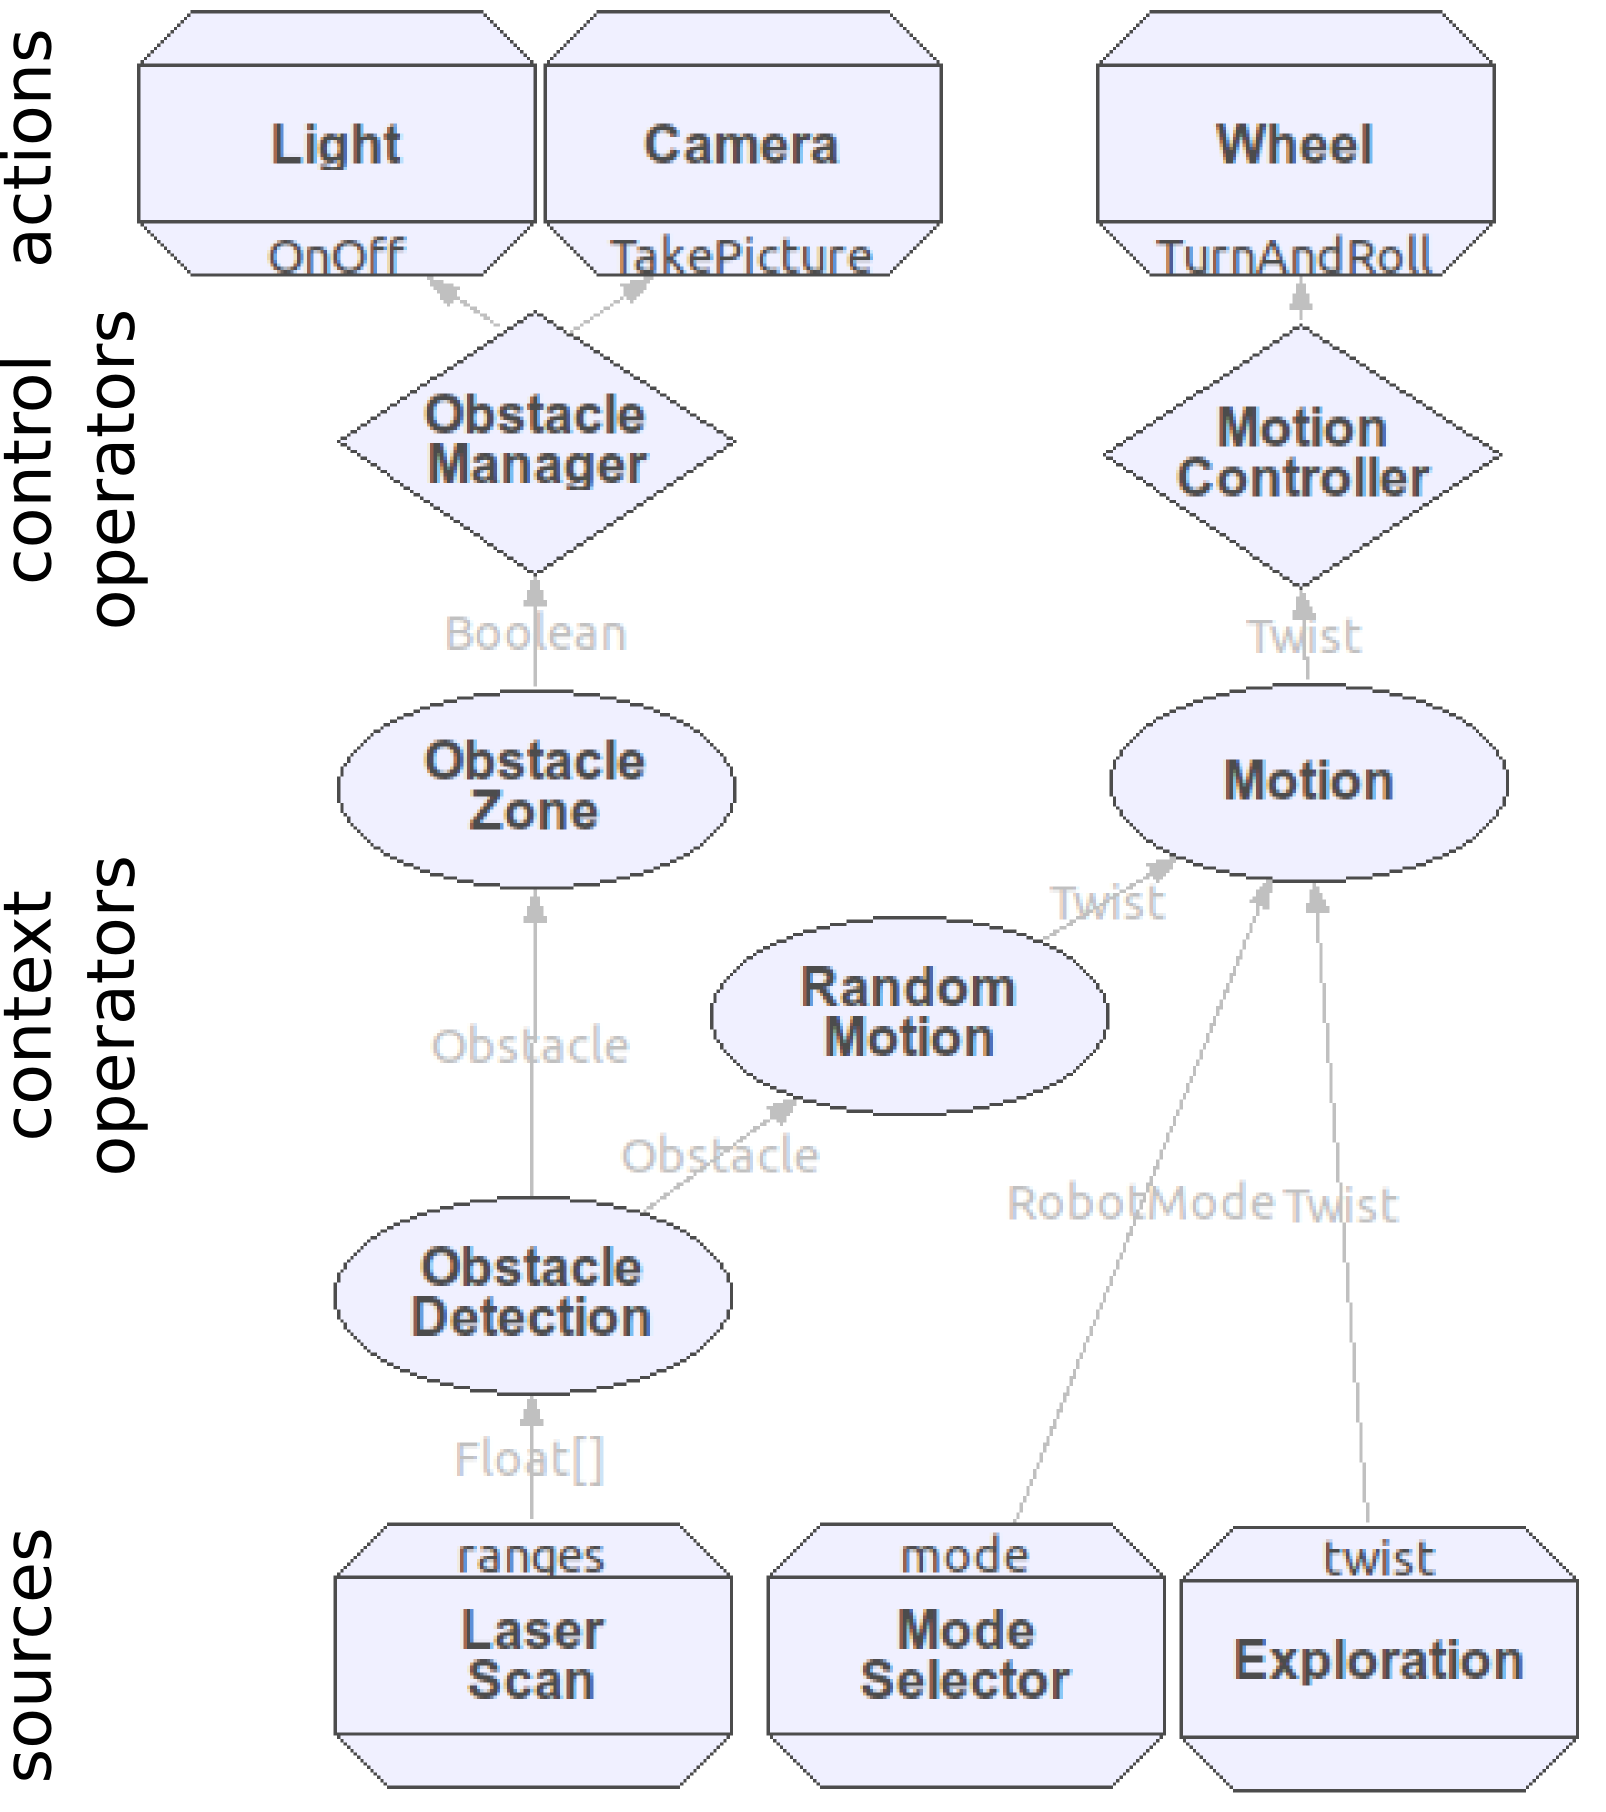 actions
Light
Camera
Wheel
OnOff
TakePicture
TurnAndRoll
control
operators
Obstacle
Manager
Motion
Controller
Boolean
Twist
context
operators
Obstacle
Zone
Motion
Twist
Random
Motion
Obstacle
Obstacle
RobotMode
Twist
Obstacle
Detection
Float[]
sources
ranges
mode
twist
Laser
Scan
Mode
Selector
Exploration